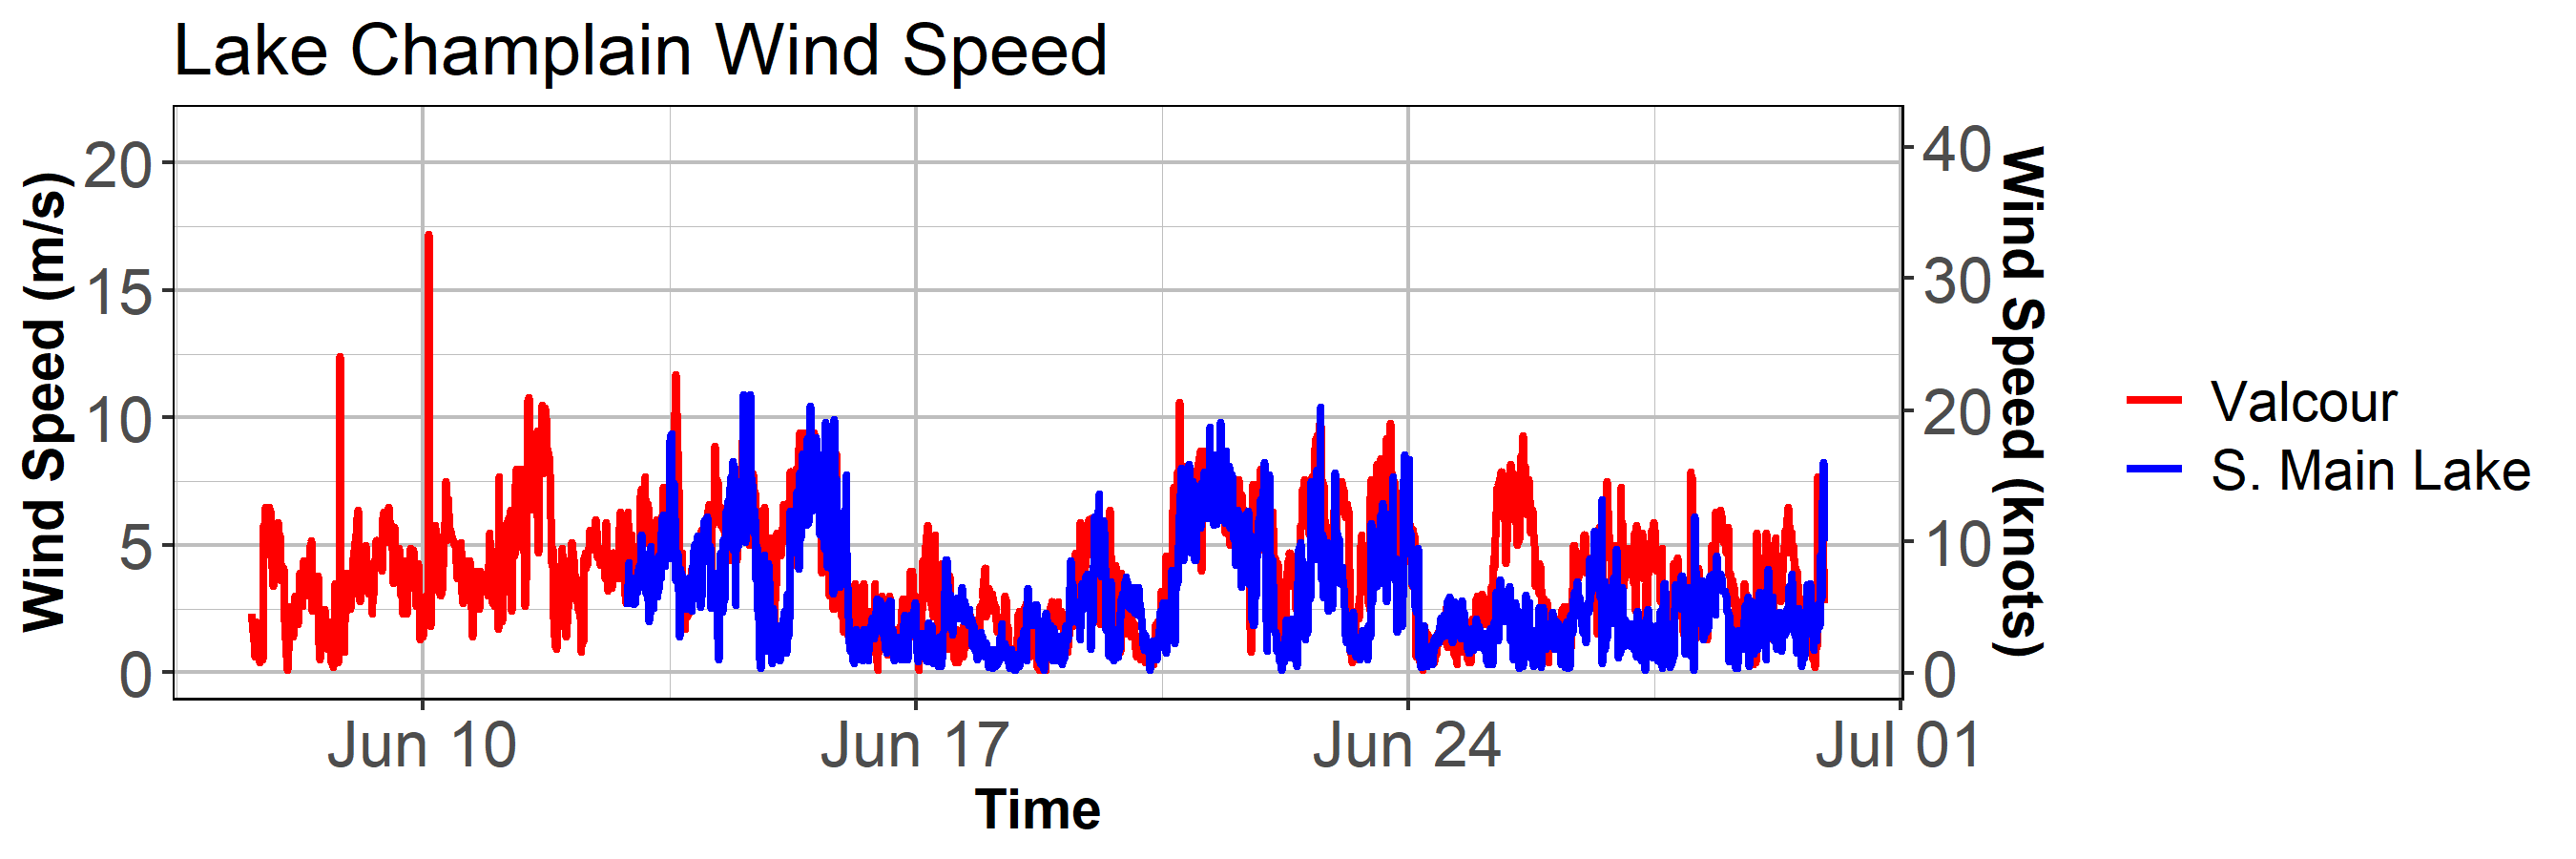 Lake Champlain Wind Speed
Wind Speed (m/s)
20
15
10
5
0
40
30
20
10
0
Wind Speed (knots)
Jun 10
Jun 17
Jun 24
Jul 01
Time
Valcour
S. Main Lake